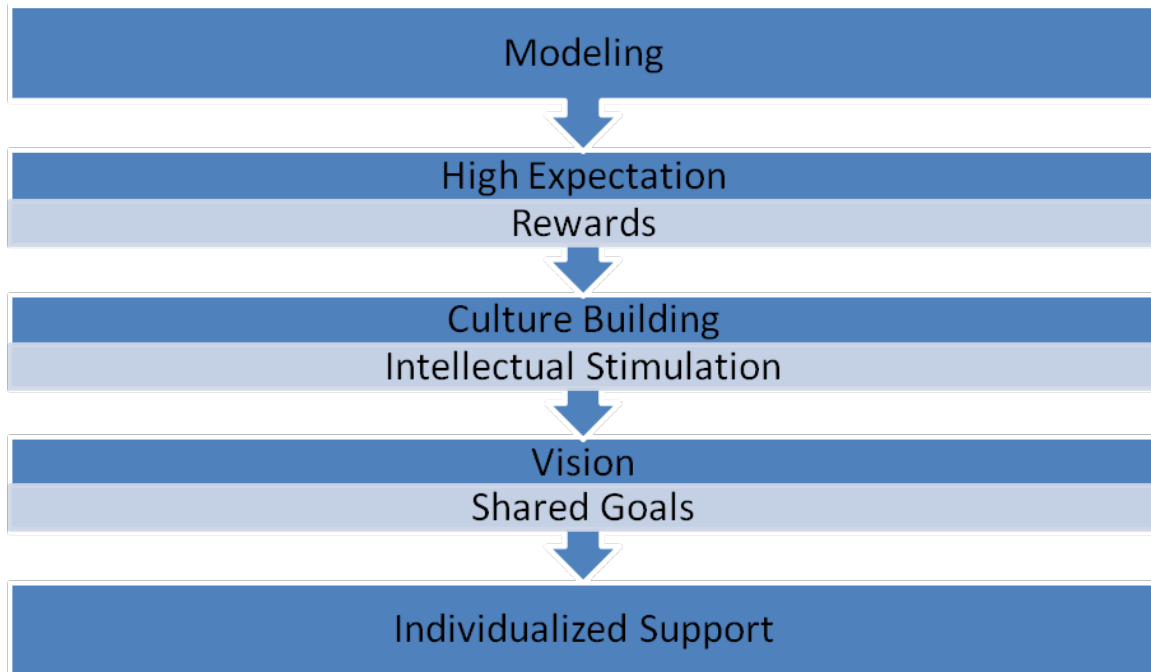 Modeling
High Expectation
Rewards
Culture Building
Intellectual Stimulation
Vision
Shared Goals
Individualized Support